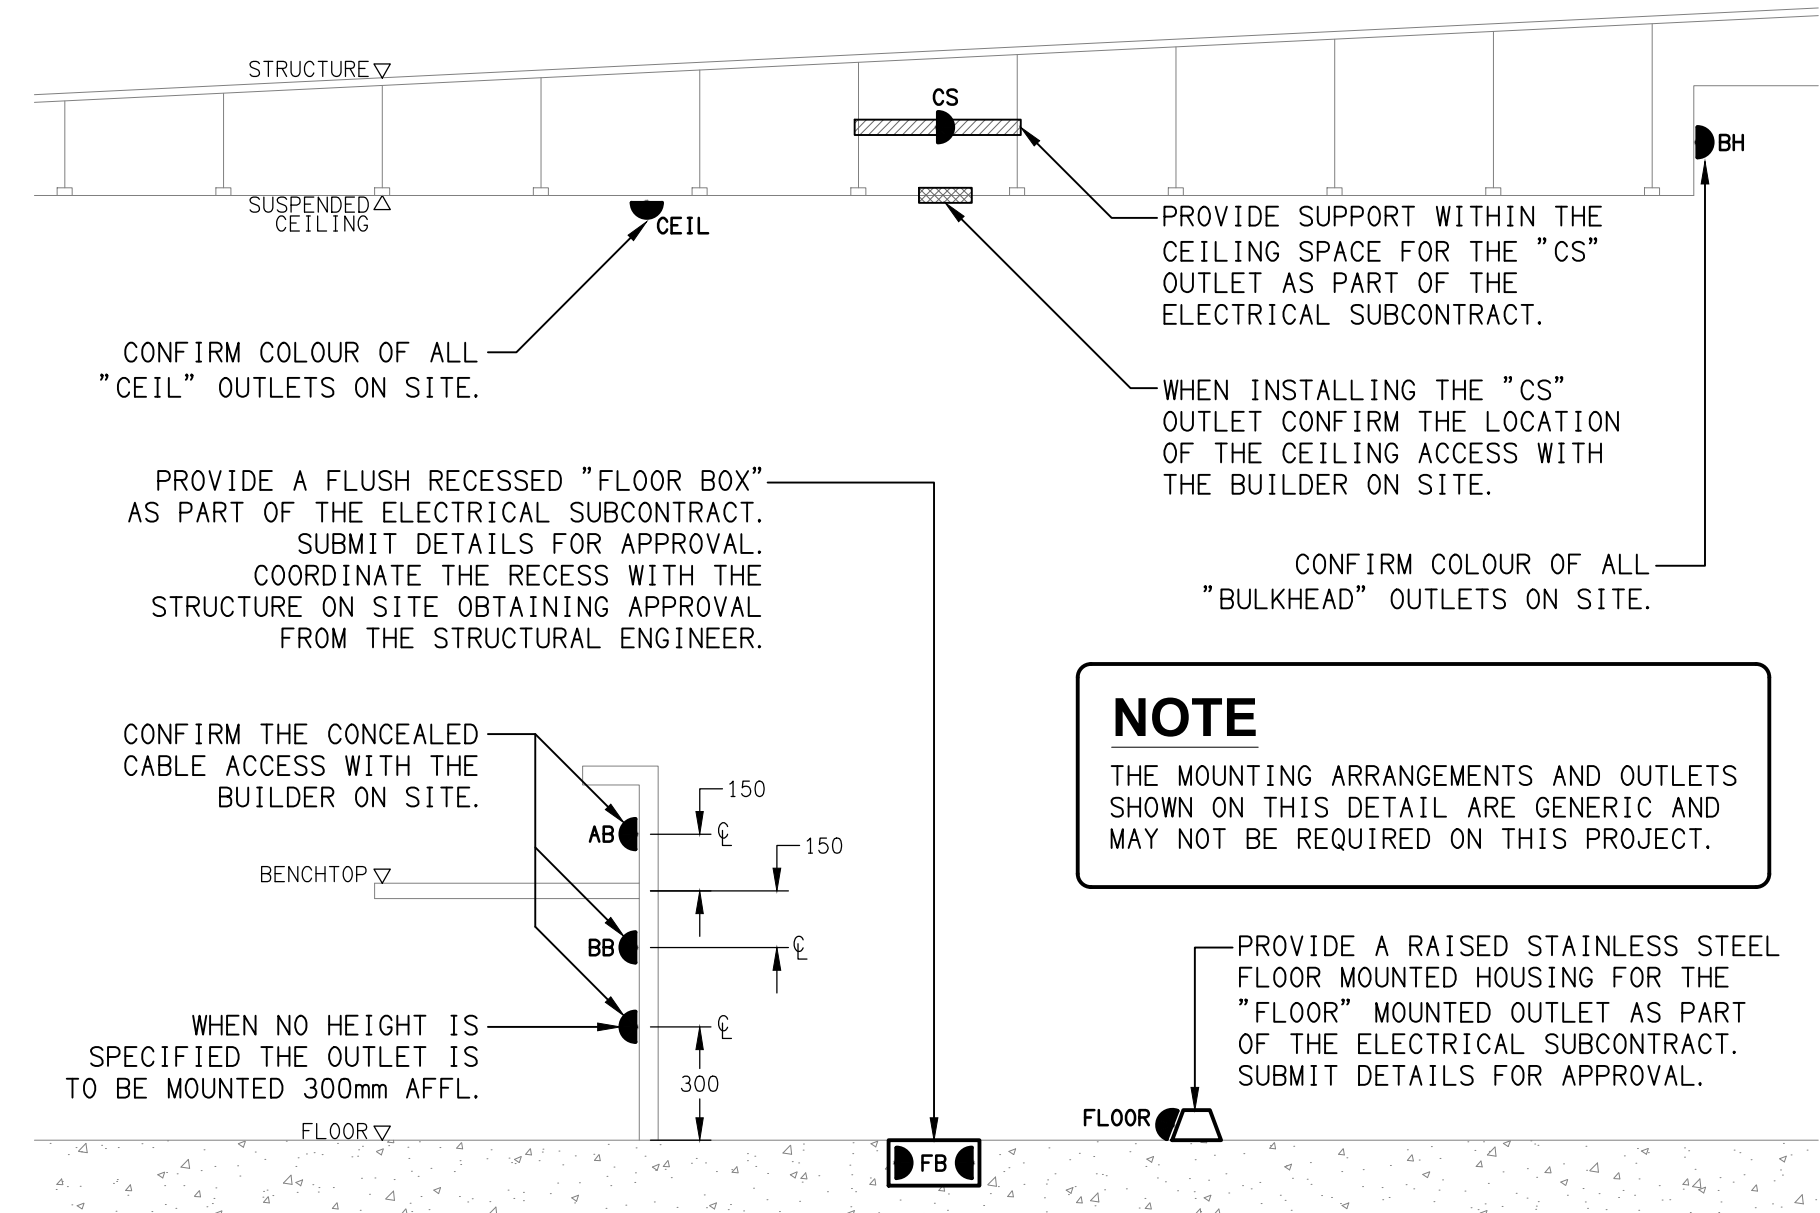 STRUCTURE
CS
BH
SUSPENDED
CEILING
CEIL
PROVIDE SUPPORT WITHIN THE
CEILING SPACE FOR THE "CS"
OUTLET AS PART OF THE
ELECTRICAL SUBCONTRACT.
CONFIRM COLOUR OF ALL
"CEIL" OUTLETS ON SITE.
WHEN INSTALLING THE "CS"
OUTLET CONFIRM THE LOCATION
OF THE CEILING ACCESS WITH
THE BUILDER ON SITE.
PROVIDE A FLUSH RECESSED "FLOOR BOX"
AS PART OF THE ELECTRICAL SUBCONTRACT.
SUBMIT DETAILS FOR APPROVAL.
COORDINATE THE RECESS WITH THE
STRUCTURE ON SITE OBTAINING APPROVAL
FROM THE STRUCTURAL ENGINEER.
CONFIRM COLOUR OF ALL
"BULKHEAD" OUTLETS ON SITE.
NOTE
THE MOUNTING ARRANGEMENTS AND OUTLETS
SHOWN ON THIS DETAIL ARE GENERIC AND
MAY NOT BE REQUIRED ON THIS PROJECT.
CONFIRM THE CONCEALED
CABLE ACCESS WITH THE
BUILDER ON SITE.
150
AB
℄
150
BENCHTOP
BB
℄
WHEN NO HEIGHT IS
SPECIFIED THE OUTLET IS
TO BE MOUNTED 300mm AFFL.
℄
300
FLOOR
PROVIDE A RAISED STAINLESS STEEL
FLOOR MOUNTED HOUSING FOR THE
"FLOOR" MOUNTED OUTLET AS PART
OF THE ELECTRICAL SUBCONTRACT.
SUBMIT DETAILS FOR APPROVAL.
FLOOR
FB